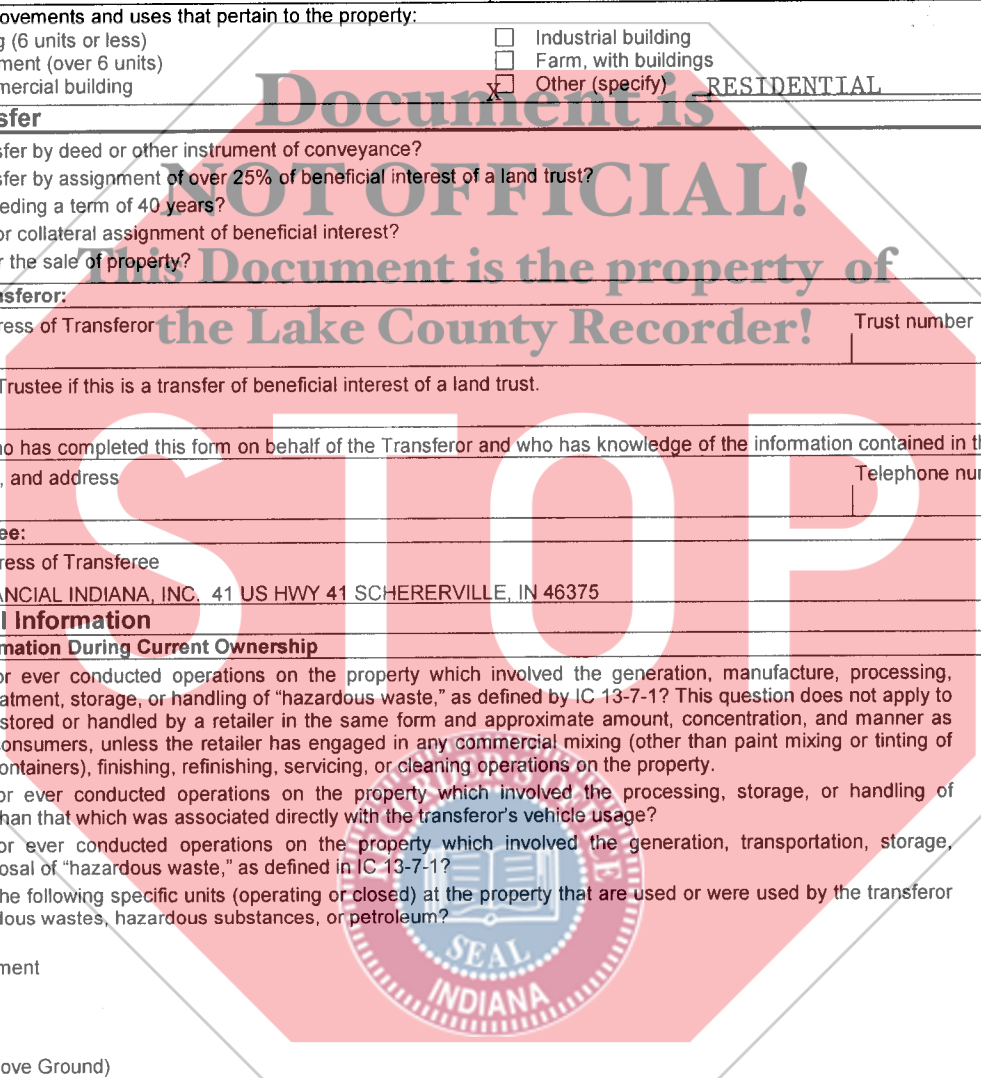 ovements and uses that pertain to the property:
g (6 units or less)
☐ Industrial building
ment (over 6 units)
☐ Farm, with buildings
mercial building
X☐ Other (specify) RESIDENTIAL
Document is
sfer
sfer by deed or other instrument of conveyance?
sfer by assignment of over 25% of beneficial interest of a land trust?
NOT OFFICIAL!
eding a term of 40 years?
or collateral assignment of beneficial interest?
r the sale of property?
This Document is the property of
nsferor:
ress of Transferor
Trust number
the Lake County Recorder!
Trustee if this is a transfer of beneficial interest of a land trust.
STOP
no has completed this form on behalf of the Transferor and who has knowledge of the information contained in th
, and address
Telephone nu
ee:
ress of Transferee
ANCIAL INDIANA, INC. 41 US HWY 41 SCHERERVILLE, IN 46375
l Information
mation During Current Ownership
or ever conducted operations on the property which involved the generation, manufacture, processing,
atment, storage, or handling of “hazardous waste,” as defined by IC 13-7-1? This question does not apply to
stored or handled by a retailer in the same form and approximate amount, concentration, and manner as
onsumers, unless the retailer has engaged in any commercial mixing (other than paint mixing or tinting of
ontainers), finishing, refinishing, servicing, or cleaning operations on the property.
or ever conducted operations on the property which involved the processing, storage, or handling of
han that which was associated directly with the transferor's vehicle usage?
or ever conducted operations on the property which involved the generation, transportation, storage,
osal of “hazardous waste,” as defined in IC 13-7-1?
he following specific units (operating or closed) at the property that are used or were used by the transferor
dous wastes, hazardous substances, or petroleum?
RECORDER'S OFFICE
SEAL
INDIANA
ment
ove Ground)